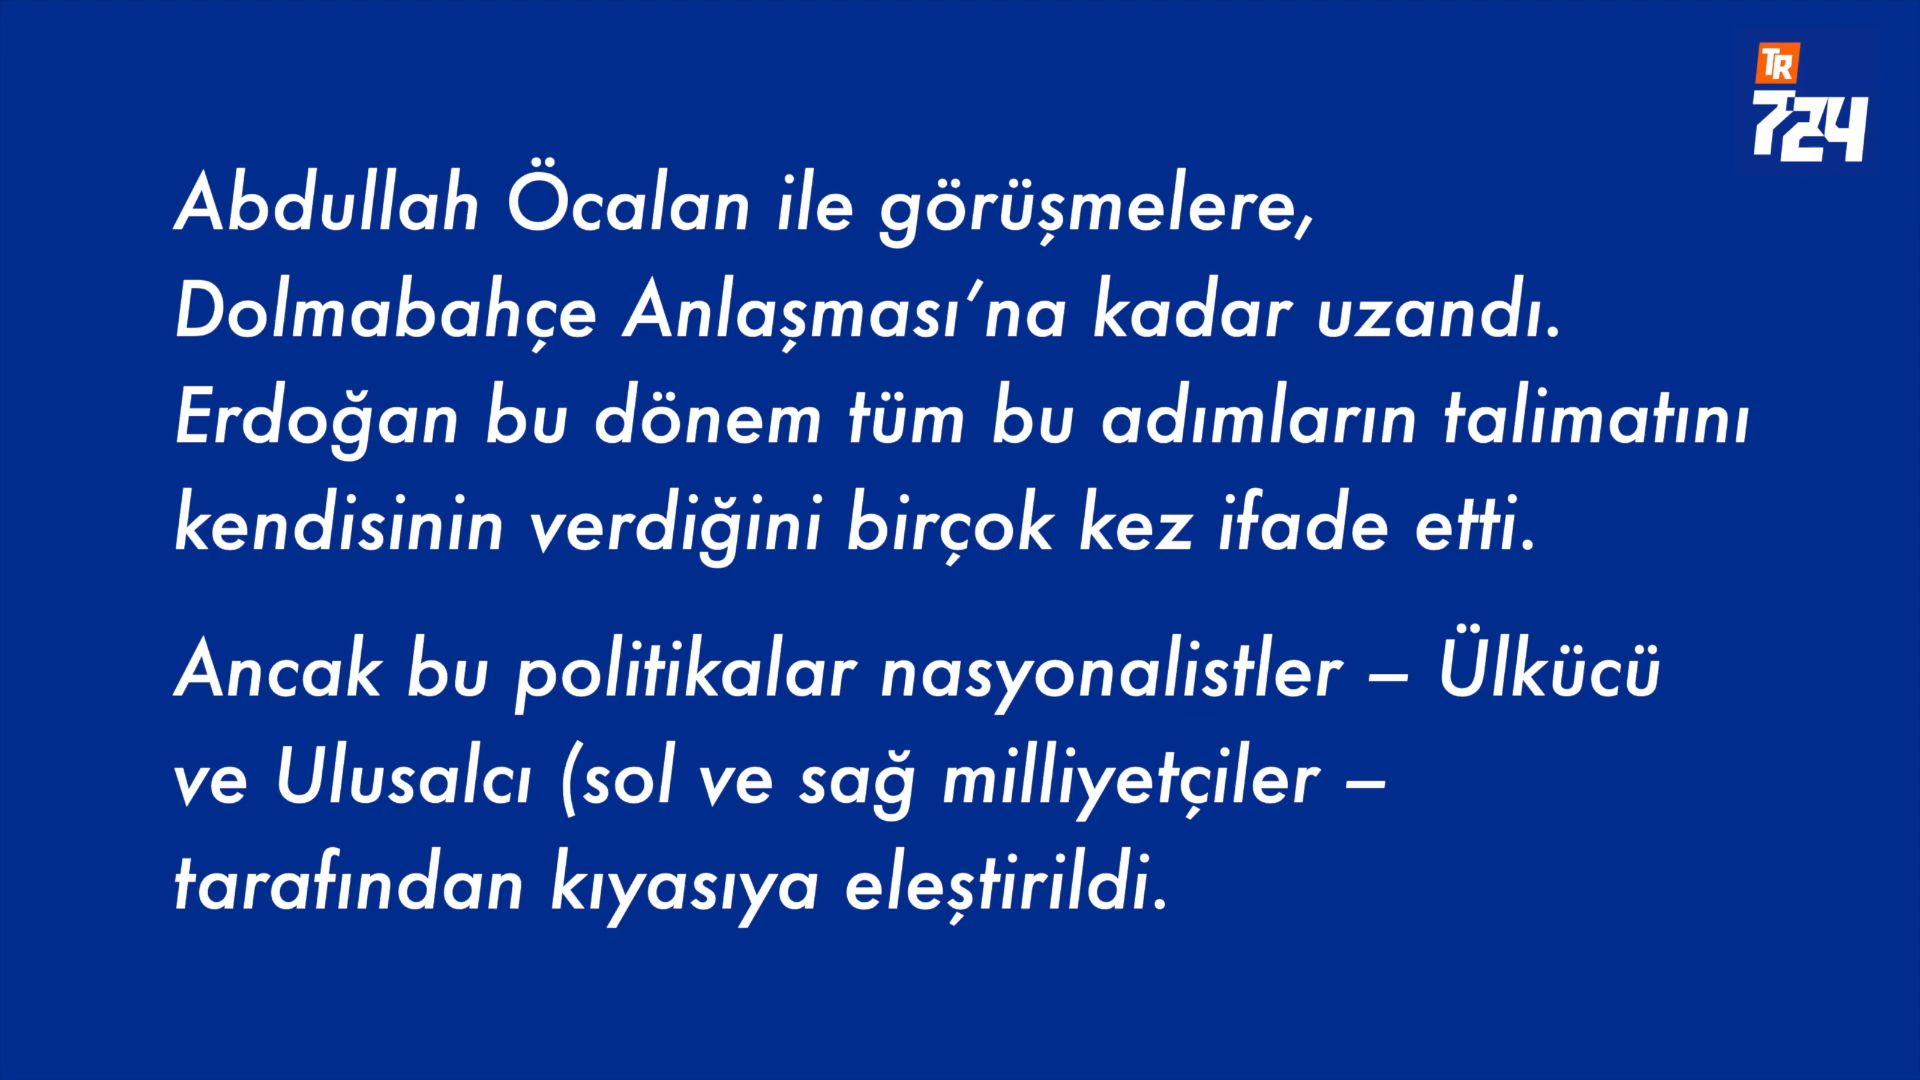 TR
724
Abdullah Öcalan ile görüşmelere,
Dolmabahçe Anlaşması’na kadar uzandı.
Erdoğan bu dönem tüm bu adımların talimatını
kendisinin verdiğini birçok kez ifade etti.
Ancak bu politikalar nasyonalistler – Ülkücü
ve Ulusalcı (sol ve sağ milliyetçiler –
tarafından kıyasıya eleştirildi.